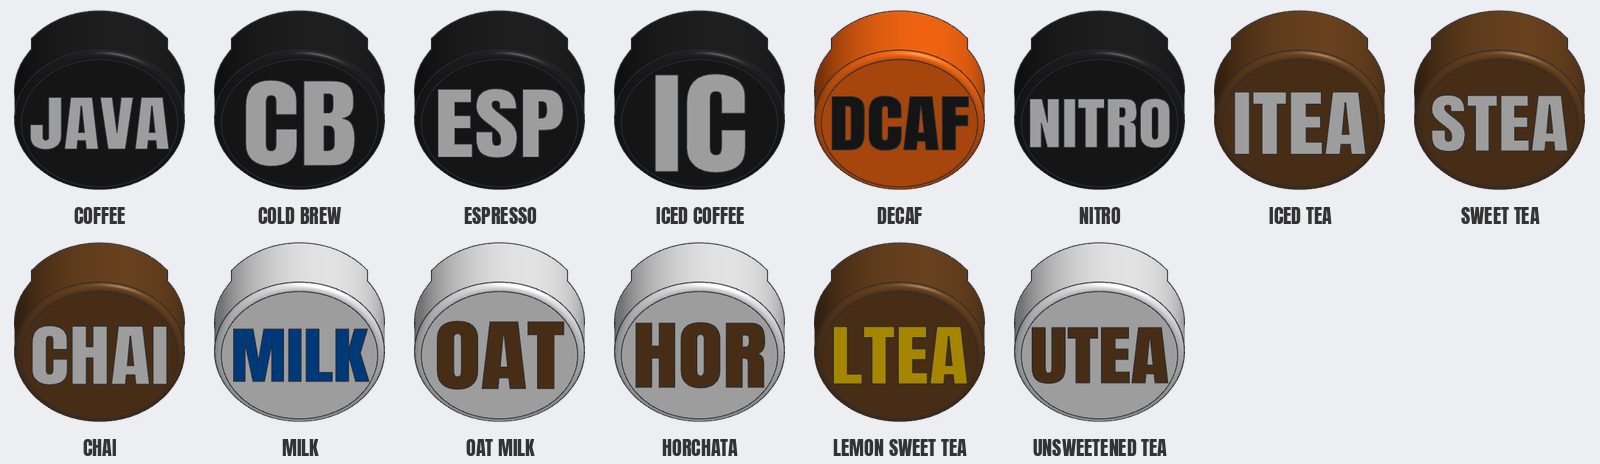 JAVA CB ESP IC DCAF NITRO ITEA STEA
COFFEE COLD BREW ESPRESSO ICED COFFEE DECAF NITRO ICED TEA SWEET TEA
CHAI MILK OAT HOR LTEA UTEA
CHAI MILK OAT MILK HORCHATA LEMON SWEET TEA UNSWEETENED TEA